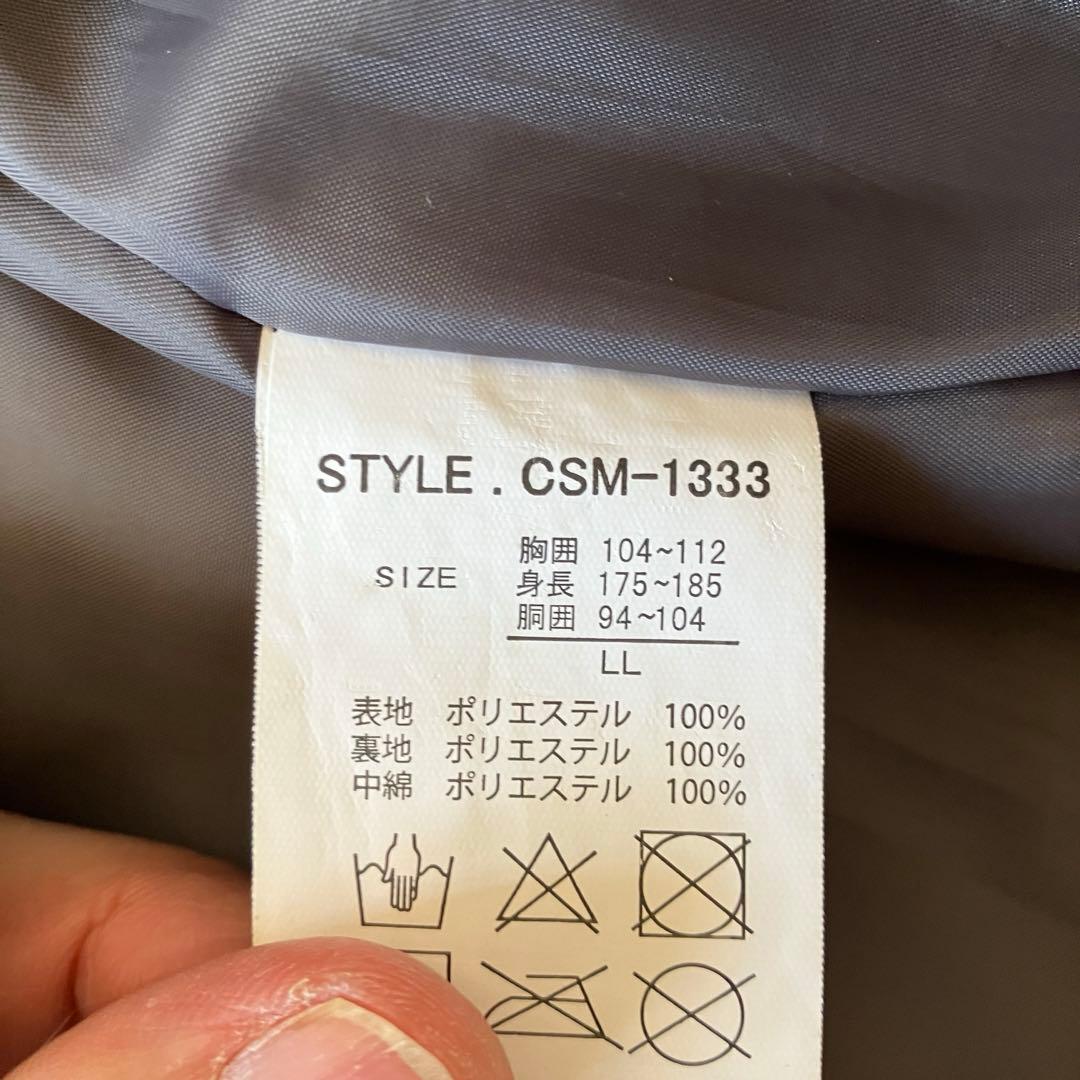 STYLE . CSM-1333
胸囲 104~112
SIZE 身長 175~185
胴囲 94~104
LL
表地 ポリエステル 100%
裏地 ポリエステル 100%
中綿 ポリエステル 100%